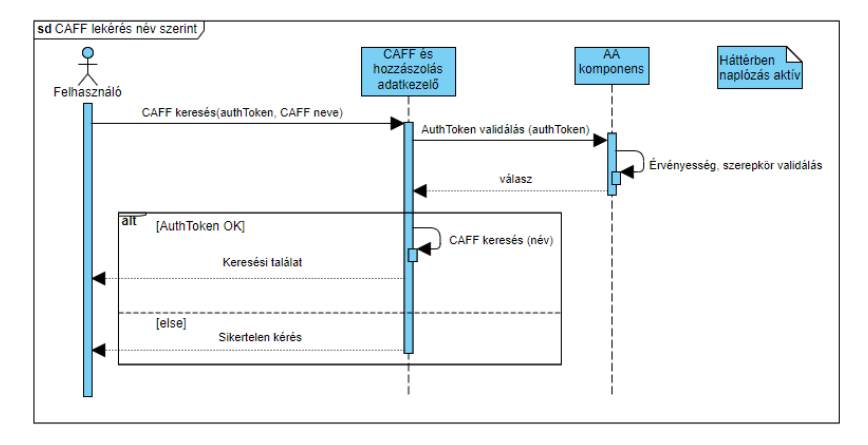 sd CAFF lekérés név szerint
Felhasználó
CAFF és
hozzászolás
adatkezelő
AA
komponens
Háttérben
naplózás aktív
CAFF keresés(authToken, CAFF neve)
AuthToken validálás (authToken)
Érvényesség, szerepkör validálás
válasz
alt
[AuthToken OK]
CAFF keresés (név)
Keresési találat
[else]
Sikertelen kérés